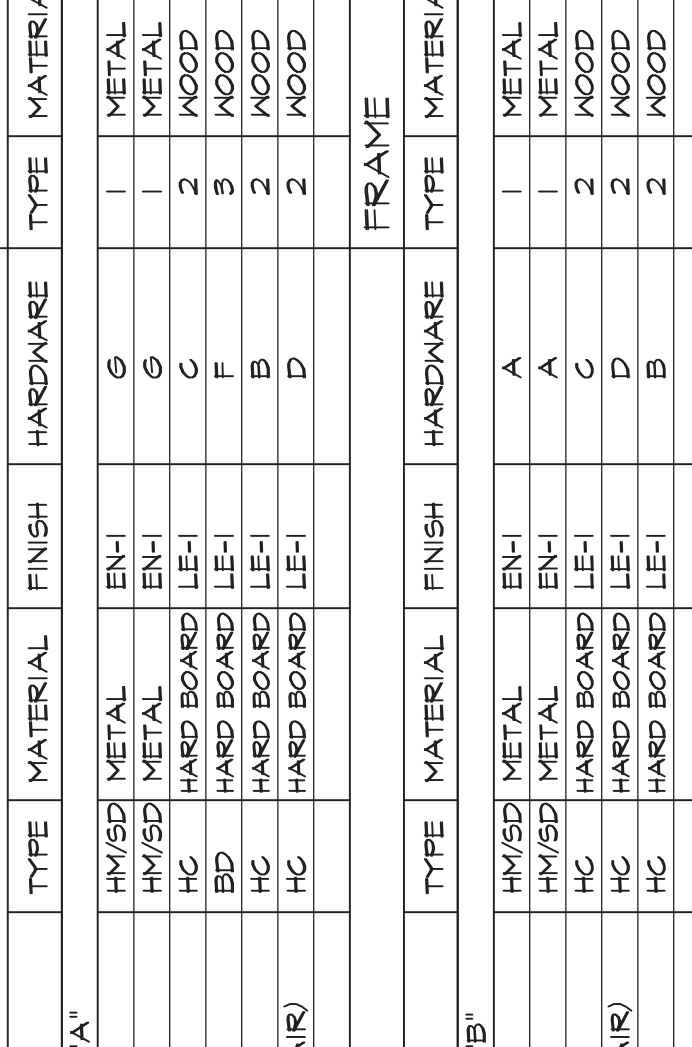 TYPE MATERIAL FINISH HARDWARE TYPE
"A"
HM/SD METAL EN-1 G 1 METAL
HM/SD METAL EN-1 G 1 METAL
HC HARD BOARD LE-1 C 2 WOOD
BD HARD BOARD LE-1 F 3 WOOD
HC HARD BOARD LE-1 B 2 WOOD
HC HARD BOARD LE-1 D 2 WOOD
FRAME
TYPE MATERIAL FINISH HARDWARE TYPE
"B"
HM/SD METAL EN-1 A 1 METAL
HM/SD METAL EN-1 A 1 METAL
HC HARD BOARD LE-1 C 2 WOOD
HC HARD BOARD LE-1 D 2 WOOD
HC HARD BOARD LE-1 B 2 WOOD